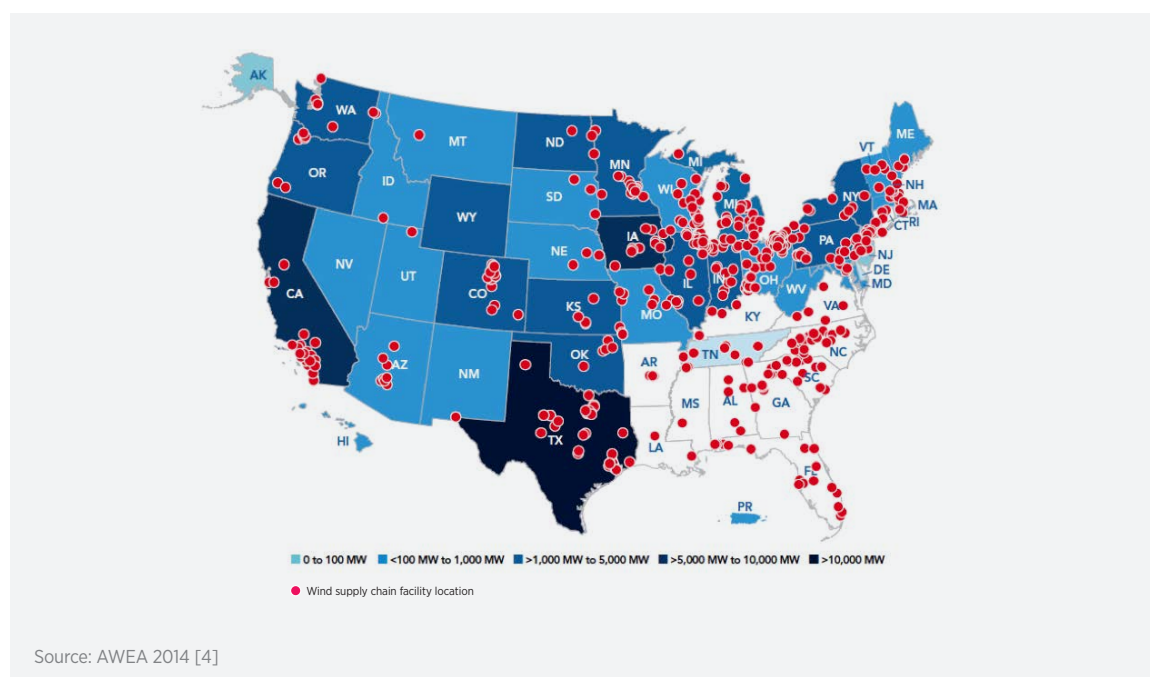 AK
WA
MT
ND
MN
MI
VT
ME
OR
ID
SD
WI
MI
NY
NH
MA
CT
RI
WY
IA
PA
NJ
NE
DE
MD
NV
UT
CO
IL
IN
OH
WV
VA
CA
KS
MO
KY
NC
AZ
NM
OK
AR
TN
SC
MS
AL
GA
HI
TX
LA
FL
PR
0 to 100 MW <100 MW to 1,000 MW >1,000 MW to 5,000 MW >5,000 MW to 10,000 MW >10,000 MW
Wind supply chain facility location
Source: AWEA 2014 [4]